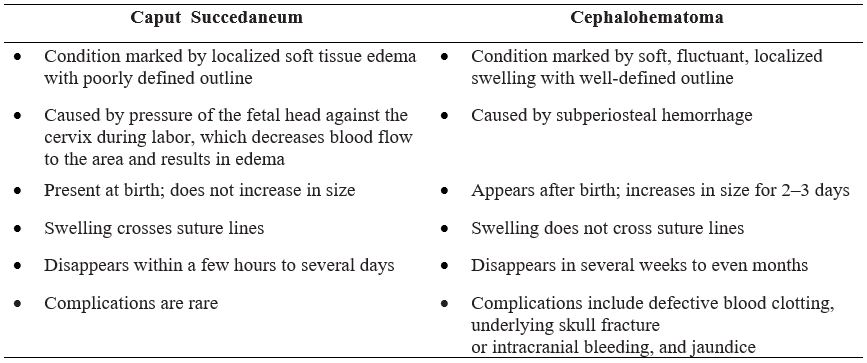 Caput Succedaneum
Cephalohematoma
• Condition marked by localized soft tissue edema
with poorly defined outline
• Condition marked by soft, fluctuant, localized
swelling with well-defined outline
• Caused by pressure of the fetal head against the
cervix during labor, which decreases blood flow
to the area and results in edema
• Caused by subperiosteal hemorrhage
• Present at birth; does not increase in size
• Appears after birth; increases in size for 2–3 days
• Swelling crosses suture lines
• Swelling does not cross suture lines
• Disappears within a few hours to several days
• Disappears in several weeks to even months
• Complications are rare
• Complications include defective blood clotting,
underlying skull fracture
or intracranial bleeding, and jaundice